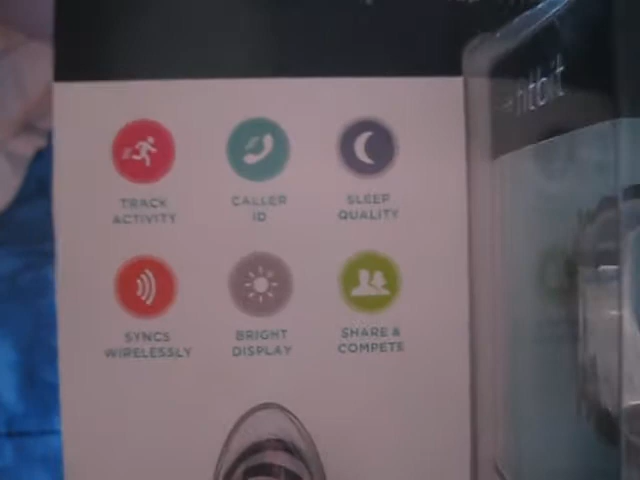 fitbit
TRACK
ACTIVITY
CALLER
ID
SLEEP
QUALITY
SYNCS
WIRELESSLY
BRIGHT
DISPLAY
SHARE &
COMPETE